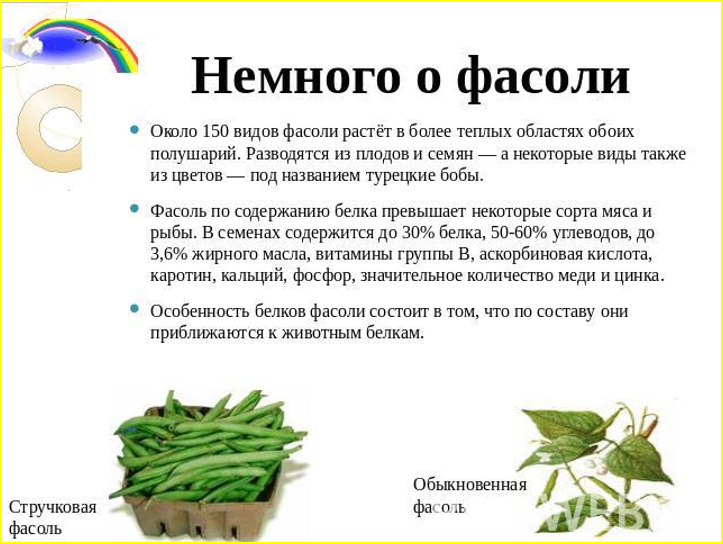 Немного о фасоли
Около 150 видов фасоли растёт в более теплых областях обоих
полушарий. Разводятся из плодов и семян — а некоторые виды также
из цветов — под названием турецкие бобы.
Фасоль по содержанию белка превышает некоторые сорта мяса и
рыбы. В семенах содержится до 30% белка, 50-60% углеводов, до
3,6% жирного масла, витамины группы В, аскорбиновая кислота,
каротин, кальций, фосфор, значительное количество меди и цинка.
Особенность белков фасоли состоит в том, что по составу они
приближаются к животным белкам.
Стручковая
фасоль
Обыкновенная
фасоль